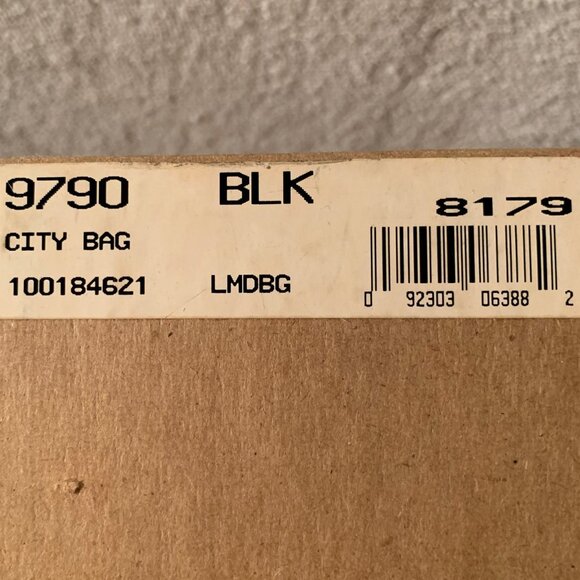 9790 BLK 8179
CITY BAG
100184621 LMDBG
0 92303 06388 2